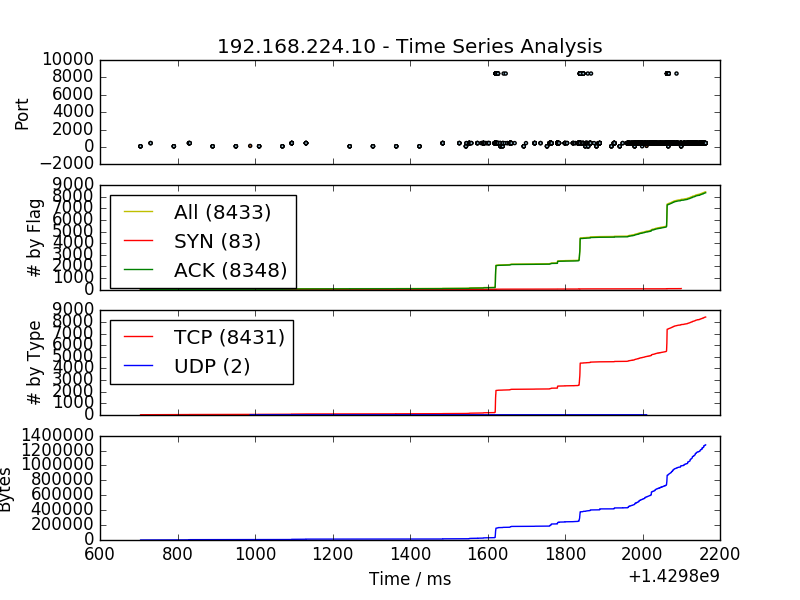 192.168.224.10 - Time Series Analysis
10000
8000
6000
4000
2000
0
−2000
Port
9000
8000
7000
6000
5000
4000
3000
2000
1000
0
# by Flag
All (8433)
SYN (83)
ACK (8348)
9000
8000
7000
6000
5000
4000
3000
2000
1000
0
# by Type
TCP (8431)
UDP (2)
1400000
1200000
1000000
800000
600000
400000
200000
0
Bytes
600 800 1000 1200 1400 1600 1800 2000 2200
Time / ms
+1.4298e9